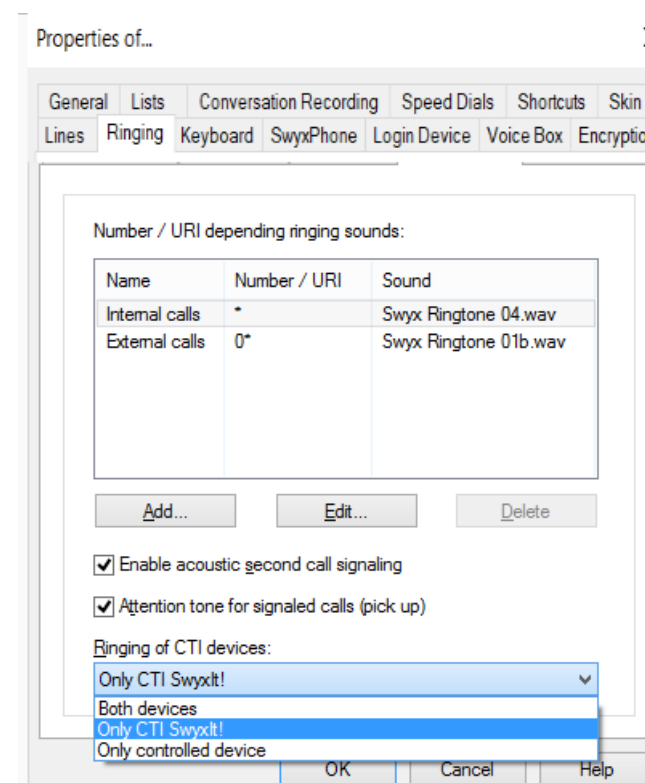 Properties of...
General Lists Conversation Recording Speed Dials Shortcuts Skin
Lines Ringing Keyboard SwyxPhone Login Device Voice Box
Number / URI depending ringing sounds:
Name Number / URI Sound
Internal calls * Swyx Ringtone 04.wav
External calls 0* Swyx Ringtone 01b.wav
Add... Edit... Delete
Enable acoustic second call signaling
Attention tone for signaled calls (pick up)
Ringing of CTI devices:
Only CTI SwyxIt!
Both devices
Only CTI SwyxIt!
Only controlled device
OK Cancel Help